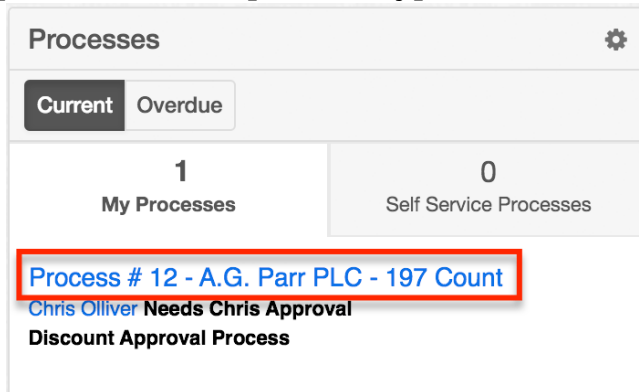 Processes
Current Overdue
1
My Processes
0
Self Service Processes
Process # 12 - A.G. Parr PLC - 197 Count
Chris Olliver Needs Chris Approval
Discount Approval Process